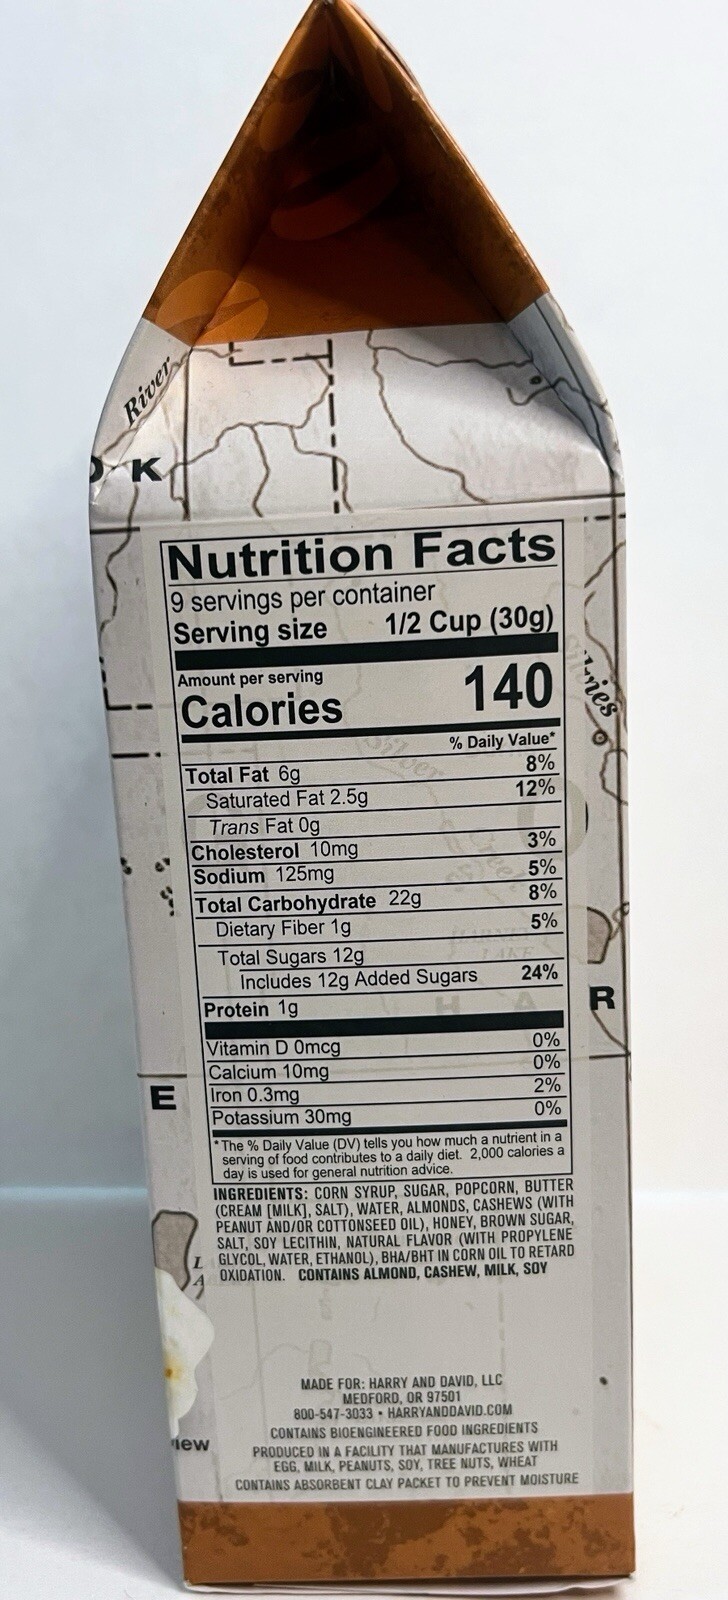 River
K
Nutrition Facts
9 servings per container
Serving size 1/2 Cup (30g)
Amount per serving
Calories 140
% Daily Value*
Total Fat 6g 8%
Saturated Fat 2.5g 12%
Trans Fat 0g
Cholesterol 10mg 3%
Sodium 125mg 5%
Total Carbohydrate 22g 8%
Dietary Fiber 1g 5%
Total Sugars 12g
Includes 12g Added Sugars 24%
Protein 1g
Vitamin D 0mcg 0%
Calcium 10mg 0%
Iron 0.3mg 2%
Potassium 30mg 0%
*The % Daily Value (DV) tells you how much a nutrient in a
serving of food contributes to a daily diet. 2,000 calories a
day is used for general nutrition advice.
INGREDIENTS: CORN SYRUP, SUGAR, POPCORN, BUTTER
(CREAM [MILK], SALT), WATER, ALMONDS, CASHEWS (WITH
PEANUT AND/OR COTTONSEED OIL), HONEY, BROWN SUGAR,
SALT, SOY LECITHIN, NATURAL FLAVOR (WITH PROPYLENE
GLYCOL, WATER, ETHANOL), BHA/BHT IN CORN OIL TO RETARD
OXIDATION. CONTAINS ALMOND, CASHEW, MILK, SOY
MADE FOR: HARRY AND DAVID, LLC
MEDFORD, OR 97501
800-547-3033 • HARRYANDDAVID.COM
CONTAINS BIOENGINEERED FOOD INGREDIENTS
PRODUCED IN A FACILITY THAT MANUFACTURES WITH
EGG, MILK, PEANUTS, SOY, TREE NUTS, WHEAT
CONTAINS ABSORBENT CLAY PACKET TO PREVENT MOISTURE
Silver
Creek
LAKE
H A R
E